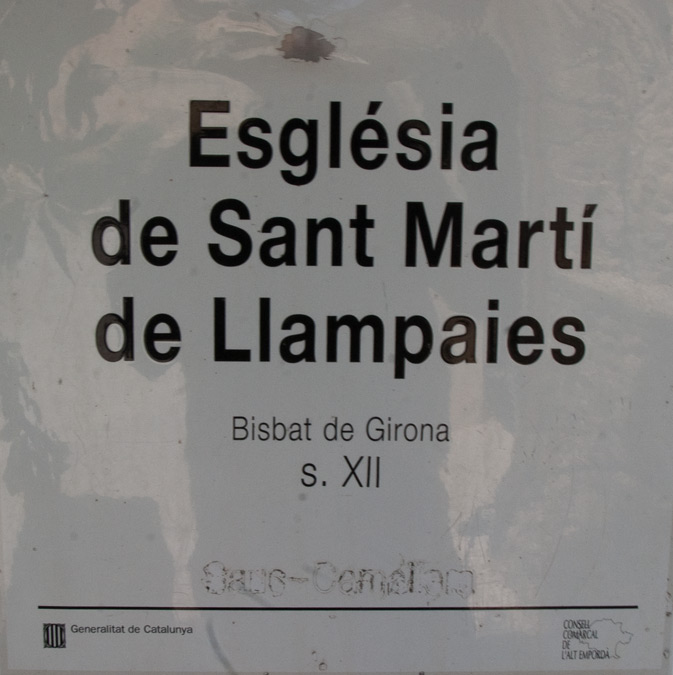 Església
de Sant Martí
de Llampaies
Bisbat de Girona
s. XII
Generalitat de Catalunya
CONSELL
COMARCAL
DE
L'ALT EMPORDÀ